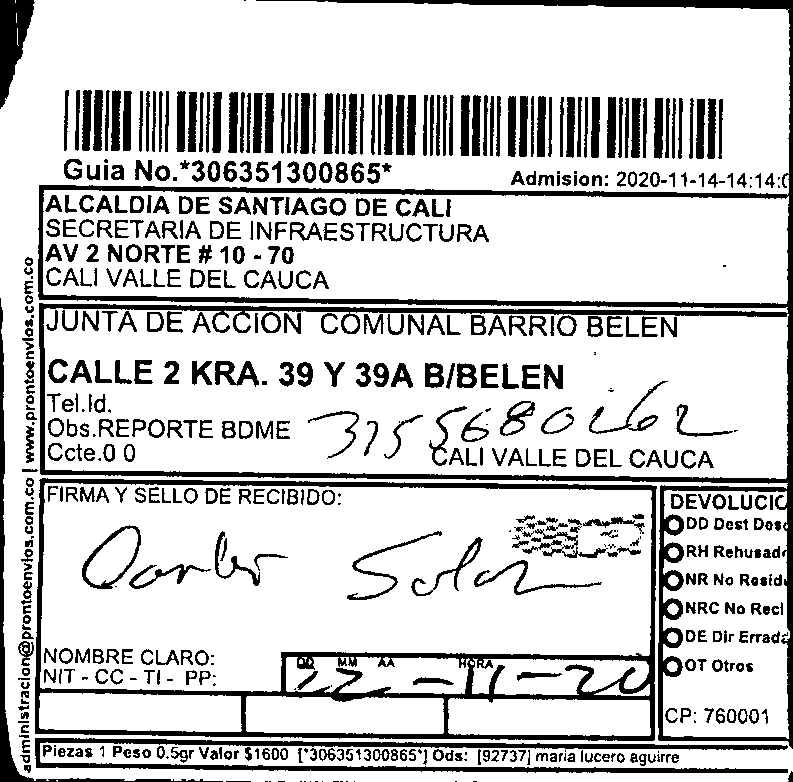 Guia No.*306351300865*
Admision: 2020-11-14-14:14:0
ALCALDIA DE SANTIAGO DE CALI
SECRETARIA DE INFRAESTRUCTURA
AV 2 NORTE # 10 - 70
CALI VALLE DEL CAUCA
JUNTA DE ACCION COMUNAL BARRIO BELEN
CALLE 2 KRA. 39 Y 39A B/BELEN
Tel.Id.
Obs.REPORTE BDME
Ccte.0 0
CALI VALLE DEL CAUCA
administracion@prontoenvios.com.co | www.prontoenvios.com.co
FIRMA Y SELLO DE RECIBIDO:
DEVOLUCIO
DD Dest Desc
RH Rehusad
NR No Resid
NRC No Recl
DE Dir Errada
OT Otros
NOMBRE CLARO:
NIT - CC - TI - PP:
DD MM AA HORA
22 - 11 - 20
CP: 760001
Piezas 1 Peso 0.5gr Valor $1600 [*306351300865*] Ods: [92737] maria lucero aguirre